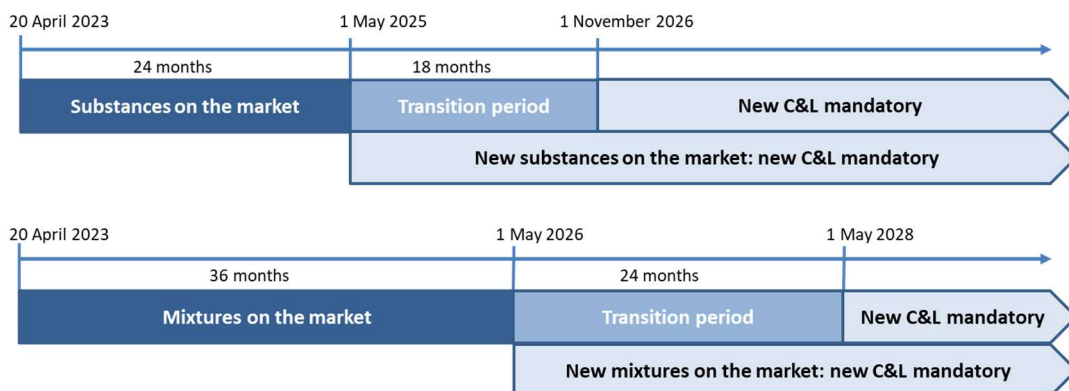 20 April 2023 1 May 2025 1 November 2026
24 months 18 months
Substances on the market Transition period New C&L mandatory
New substances on the market: new C&L mandatory
20 April 2023 1 May 2026 1 May 2028
36 months 24 months
Mixtures on the market Transition period New C&L mandatory
New mixtures on the market: new C&L mandatory